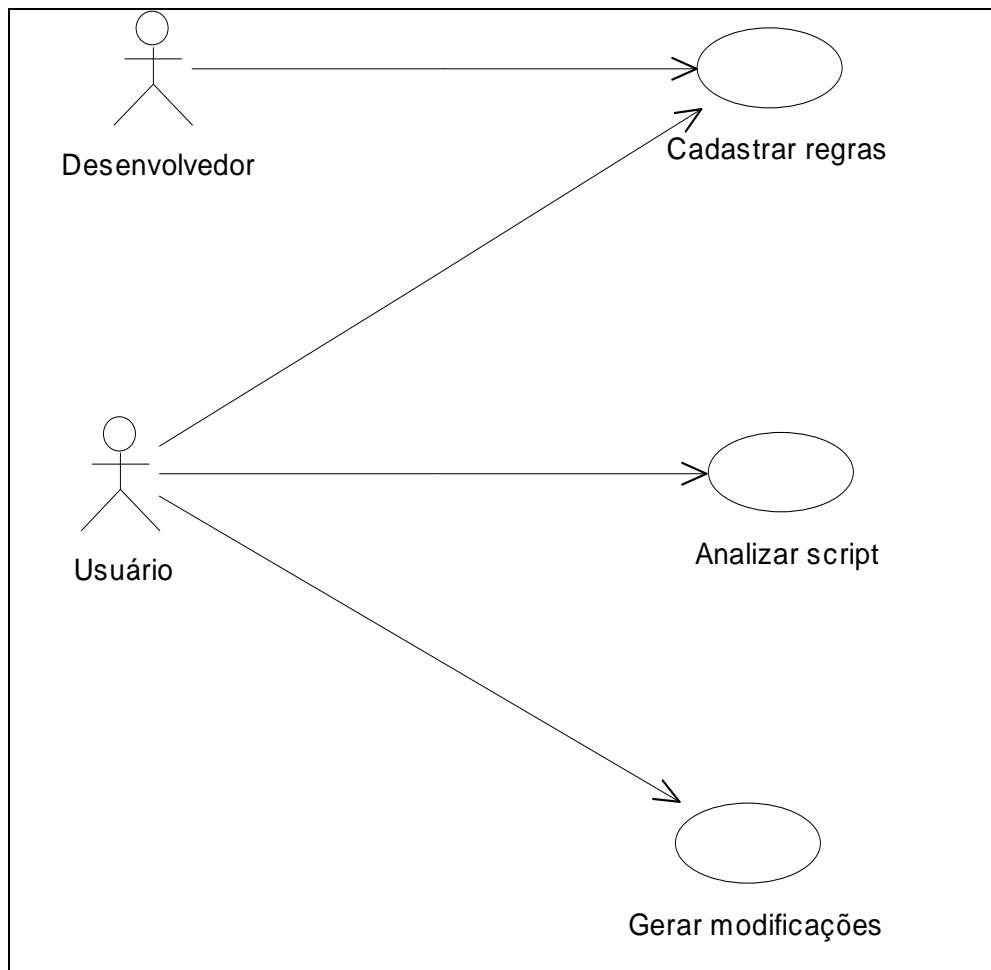 Desenvolvedor
Cadastrar regras
Usuário
Analizar script
Gerar modificações